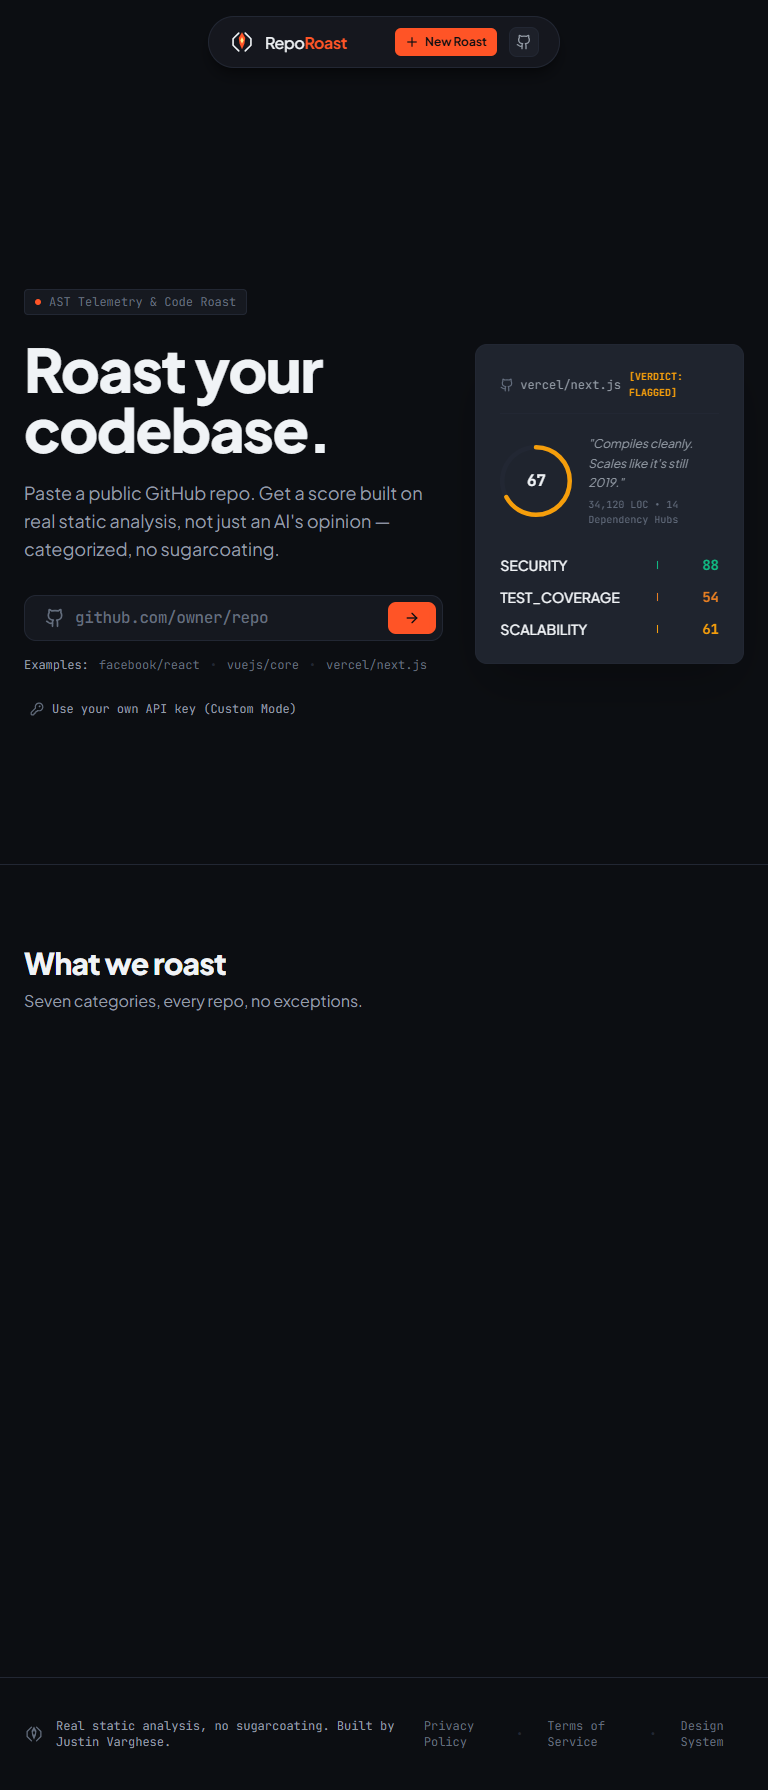 RepoRoast
New Roast
AST Telemetry & Code Roast
Roast your
codebase.
Paste a public GitHub repo. Get a score built on
real static analysis, not just an AI's opinion —
categorized, no sugarcoating.
github.com/owner/repo
Examples: facebook/react · vuejs/core · vercel/next.js
Use your own API key (Custom Mode)
vercel/next.js
[VERDICT:
FLAGGED]
67
"Compiles cleanly.
Scales like it's still
2019."
34,120 LOC • 14
Dependency Hubs
SECURITY 88
TEST_COVERAGE 54
SCALABILITY 61
What we roast
Seven categories, every repo, no exceptions.
Real static analysis, no sugarcoating. Built by
Justin Varghese.
Privacy
Policy
·
Terms of
Service
·
Design
System